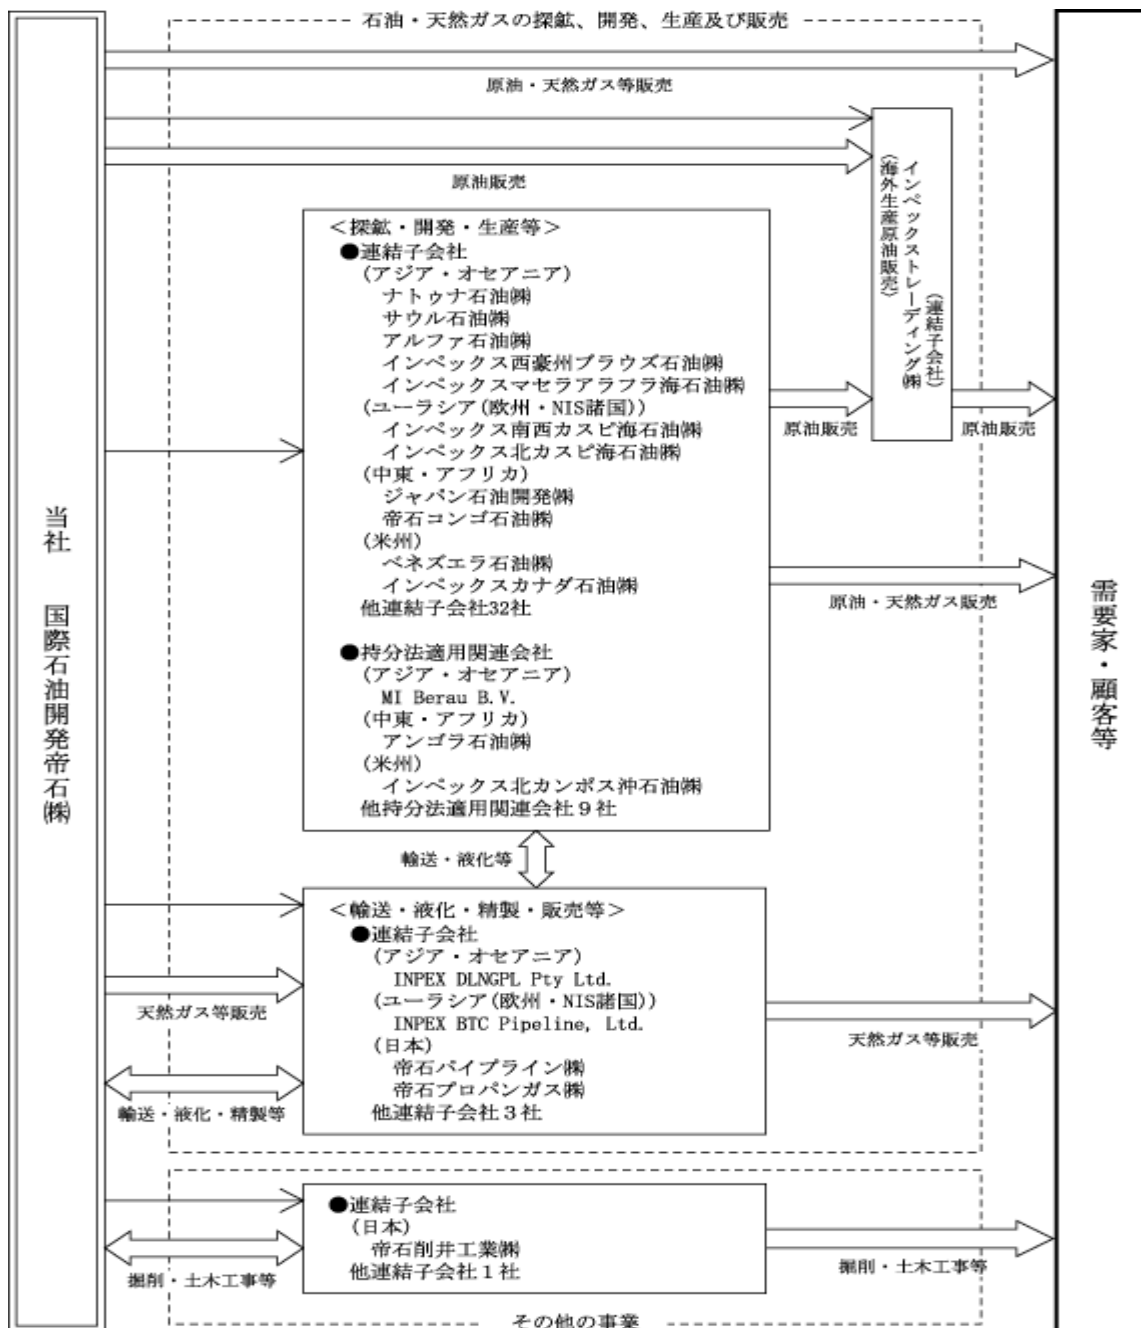 石油・天然ガスの探鉱、開発、生産及び販売
原油・天然ガス等販売
原油販売
インペックストレーディング㈱
(連結子会社)
(海外生産原油販売)
<探鉱・開発・生産等>
●連結子会社
(アジア・オセアニア)
ナトゥナ石油㈱
サウル石油㈱
アルファ石油㈱
インペックス西豪州ブラウズ石油㈱
インペックスマセラアラフラ海石油㈱
(ユーラシア(欧州・NIS諸国))
インペックス南西カスピ海石油㈱
インペックス北カスピ海石油㈱
(中東・アフリカ)
ジャパン石油開発㈱
帝石コンゴ石油㈱
(米州)
ベネズエラ石油㈱
インペックスカナダ石油㈱
他連結子会社32社
●持分法適用関連会社
(アジア・オセアニア)
MI Berau B.V.
(中東・アフリカ)
アンゴラ石油㈱
(米州)
インペックス北カンポス沖石油㈱
他持分法適用関連会社9社
原油販売
原油販売
原油・天然ガス販売
当社 国際石油開発帝石㈱
需要家・顧客等
輸送・液化等
<輸送・液化・精製・販売等>
●連結子会社
(アジア・オセアニア)
INPEX DLNGPL Pty Ltd.
(ユーラシア(欧州・NIS諸国))
INPEX BTC Pipeline, Ltd.
(日本)
帝石パイプライン㈱
帝石プロパンガス㈱
他連結子会社3社
天然ガス等販売
天然ガス等販売
輸送・液化・精製等
●連結子会社
(日本)
帝石削井工業㈱
他連結子会社1社
掘削・土木工事等
掘削・土木工事等
その他の事業